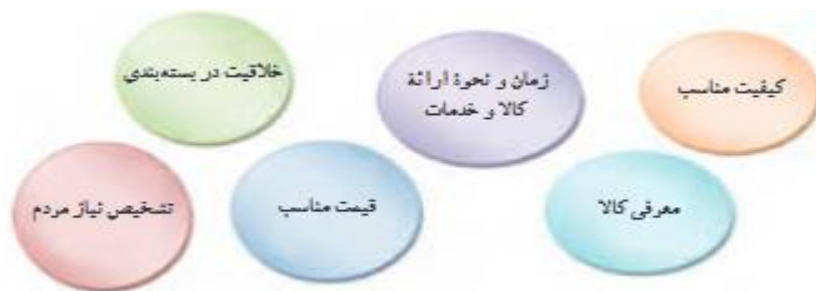 کیفیت مناسب
زمان و نحوهٔ ارائهٔ
کالا و خدمات
خلاقیت در بسته‌بندی
معرفی کالا
قیمت مناسب
تشخیص نیاز مردم